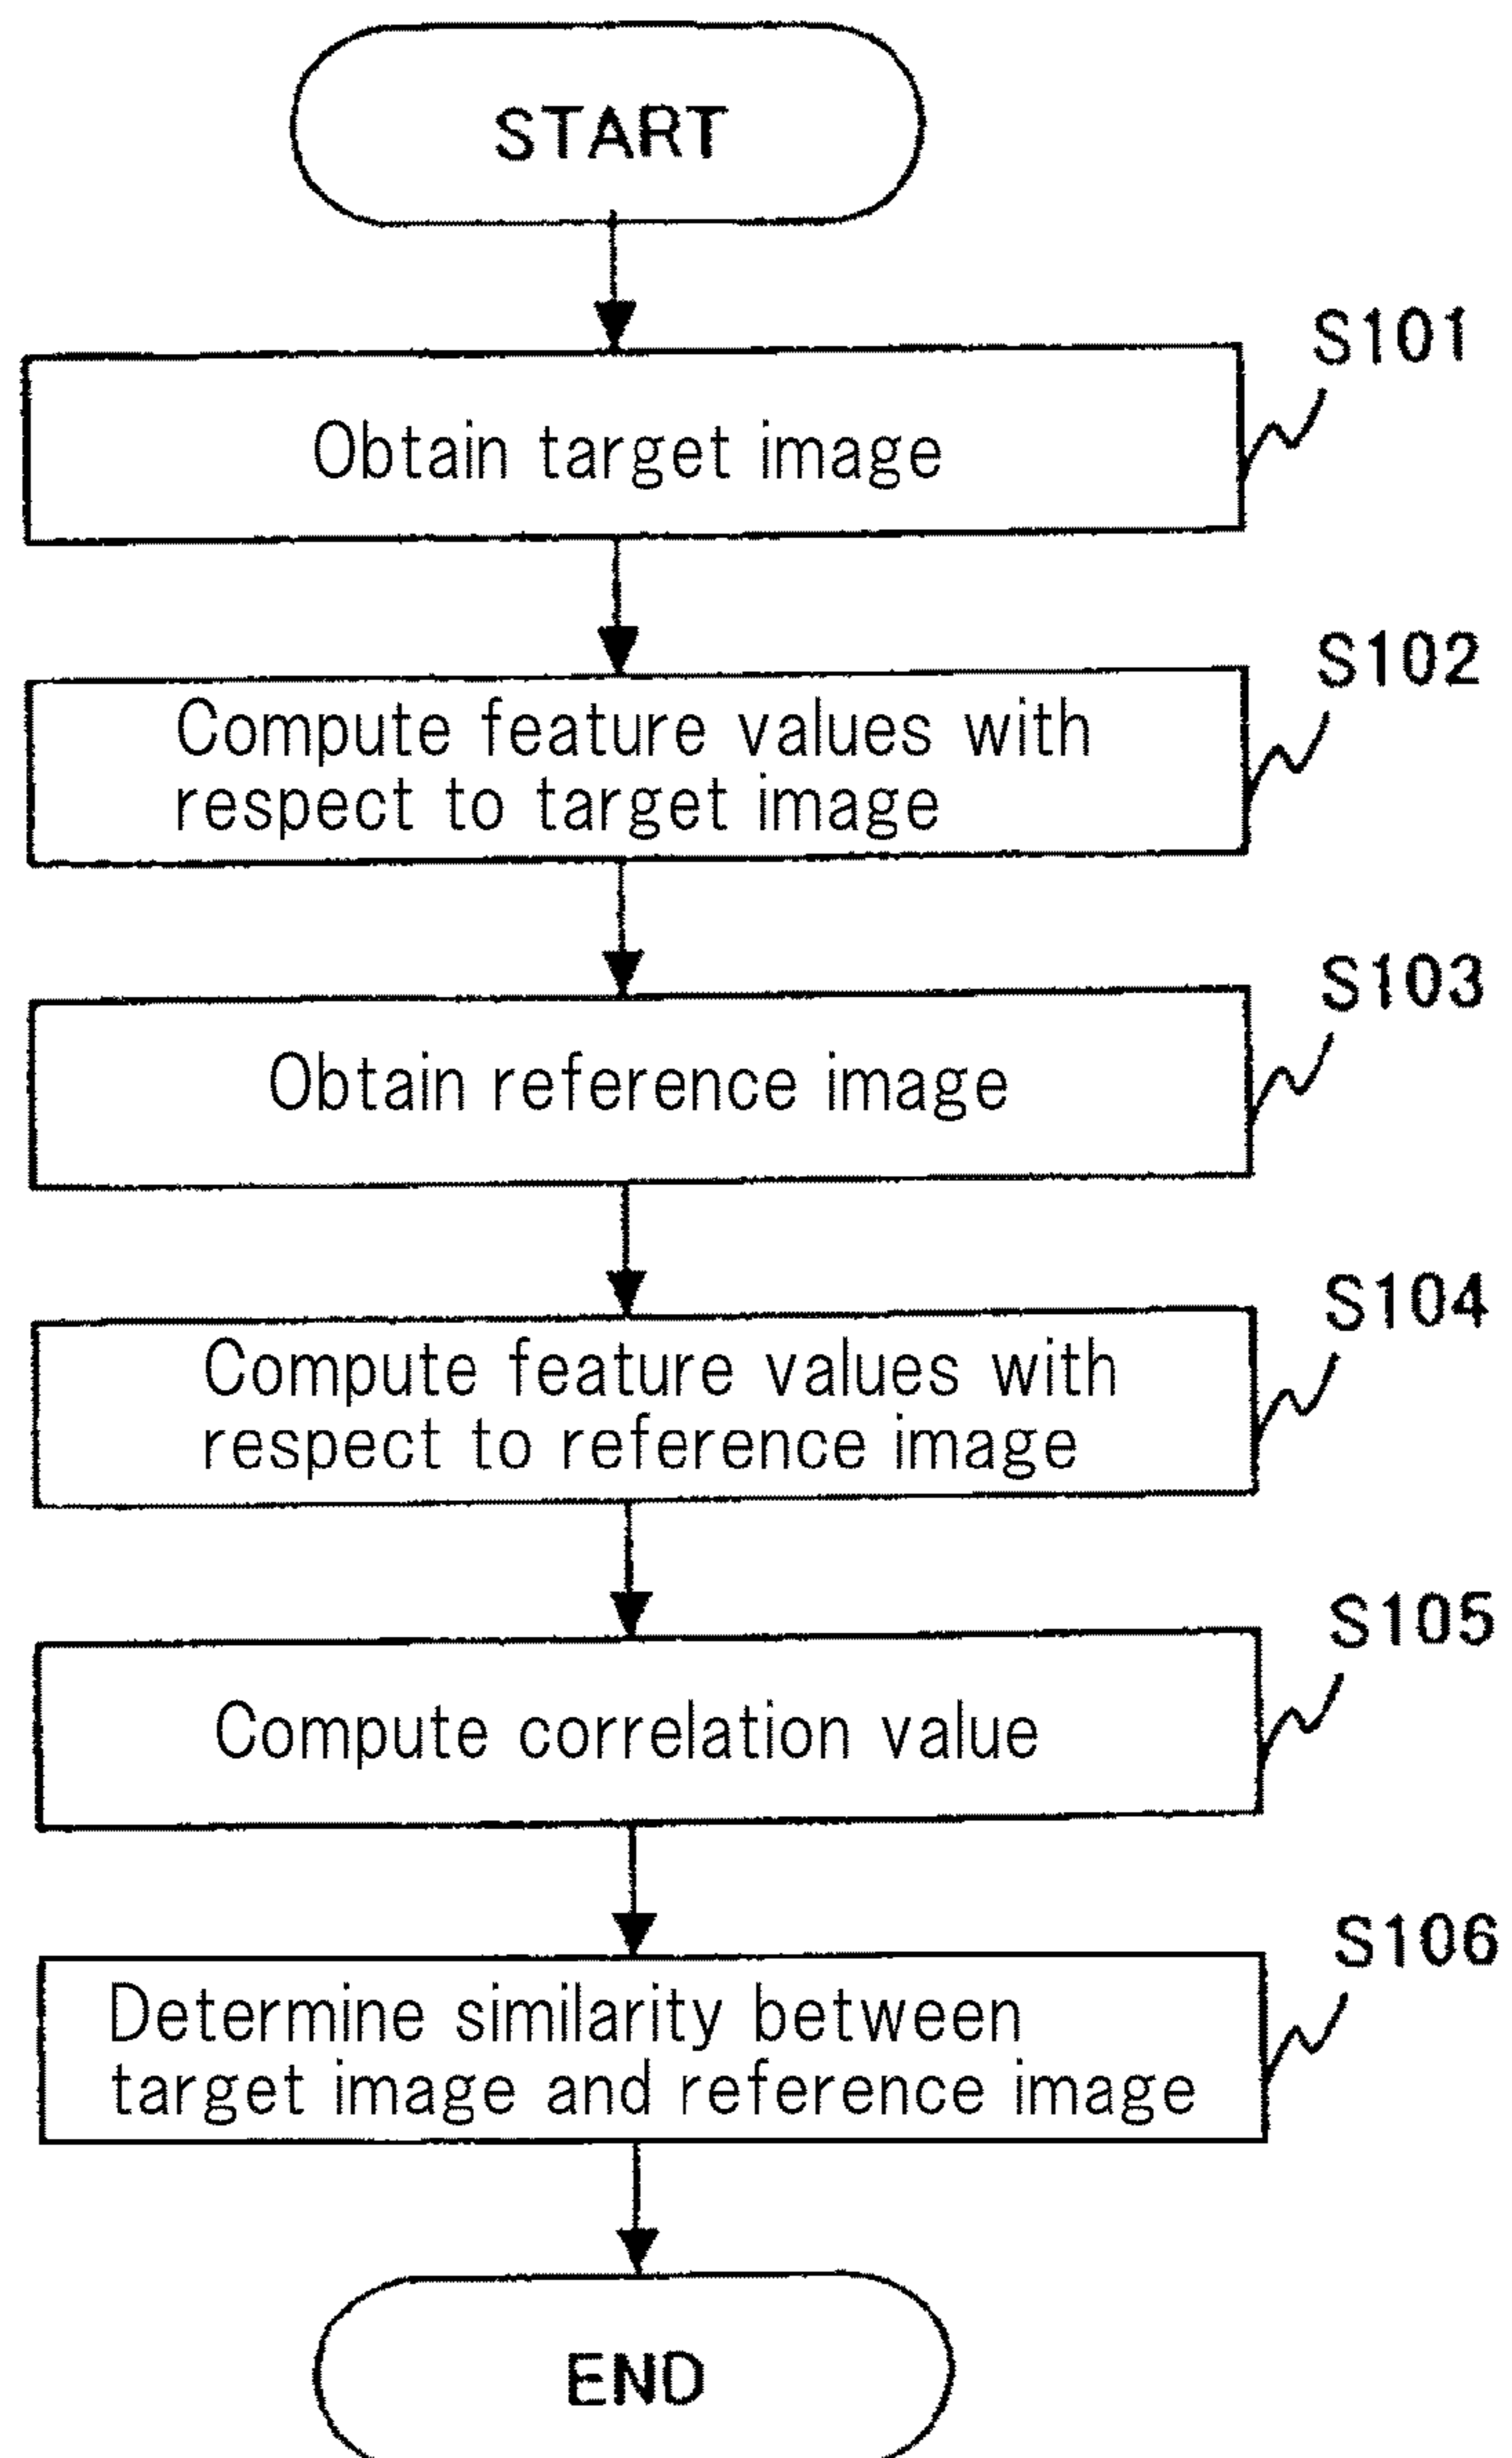 START
S101
Obtain target image
S102
Compute feature values with
respect to target image
S103
Obtain reference image
S104
Compute feature values with
respect to reference image
S105
Compute correlation value
S106
Determine similarity between
target image and reference image
END